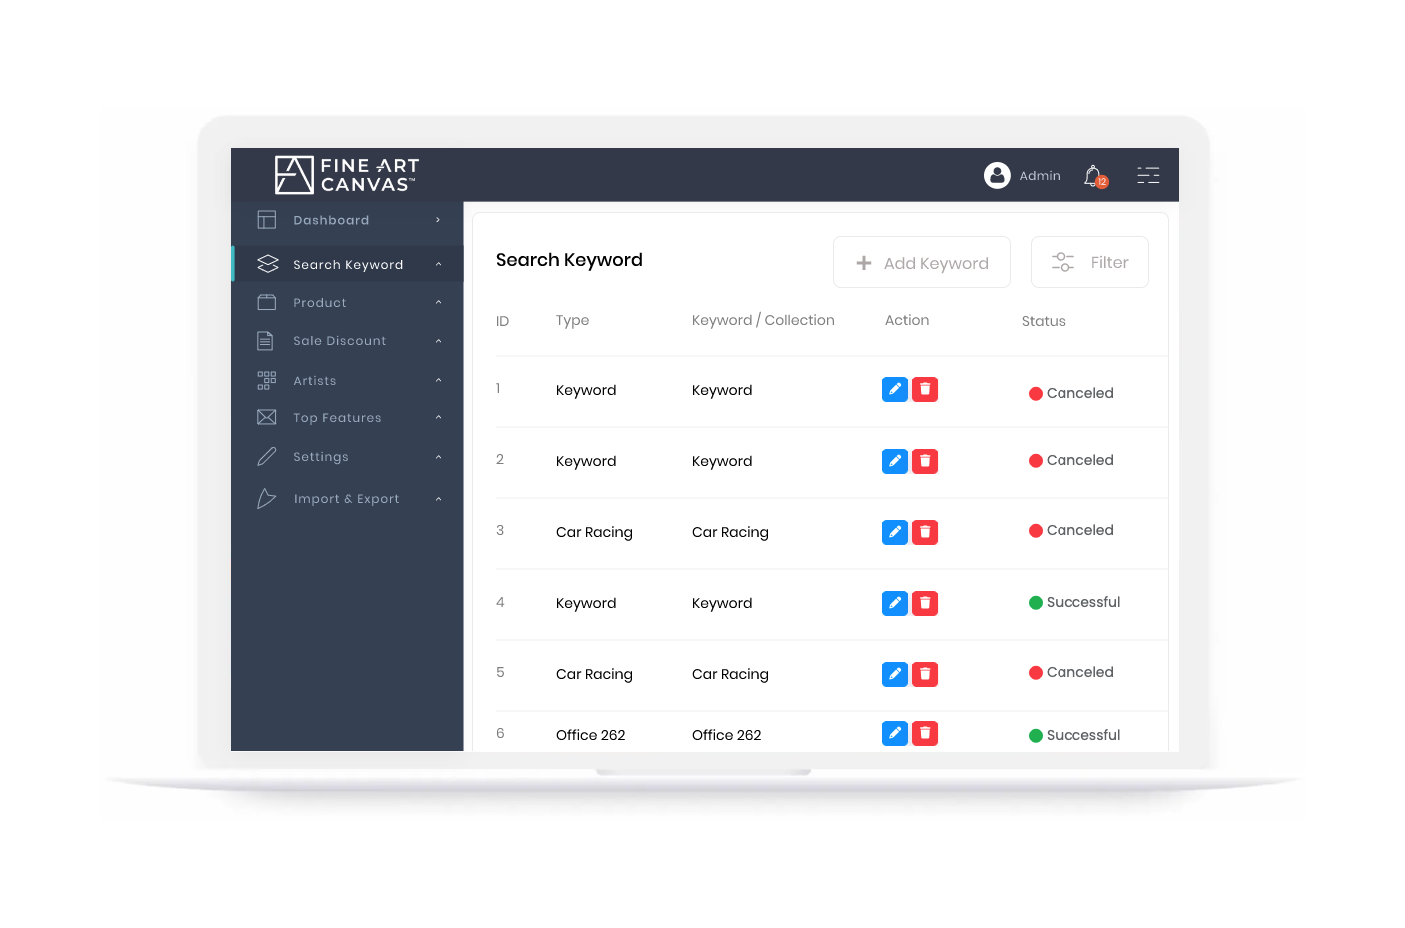 FINE ART
CANVAS™
Admin
12
Dashboard
Search Keyword
Product
Sale Discount
Artists
Top Features
Settings
Import & Export
Search Keyword
Add Keyword
Filter
ID Type Keyword / Collection Action Status
1 Keyword Keyword Canceled
2 Keyword Keyword Canceled
3 Car Racing Car Racing Canceled
4 Keyword Keyword Successful
5 Car Racing Car Racing Canceled
6 Office 262 Office 262 Successful